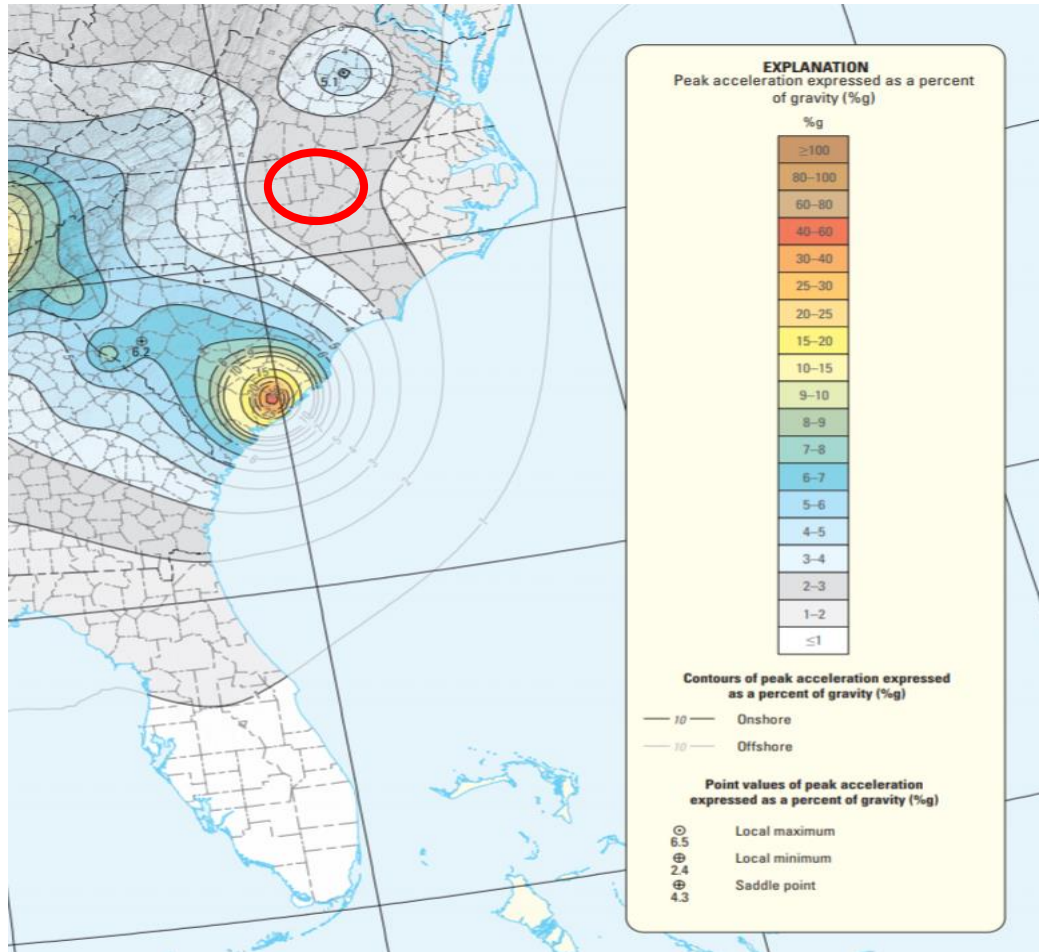 5.1
6.2
15
10
EXPLANATION
Peak acceleration expressed as a percent
of gravity (%g)
%g
≥100
80–100
60–80
40–60
30–40
25–30
20–25
15–20
10–15
9–10
8–9
7–8
6–7
5–6
4–5
3–4
2–3
1–2
≤1
Contours of peak acceleration expressed
as a percent of gravity (%g)
10 Onshore
10 Offshore
Point values of peak acceleration
expressed as a percent of gravity (%g)
6.5 Local maximum
2.4 Local minimum
4.3 Saddle point